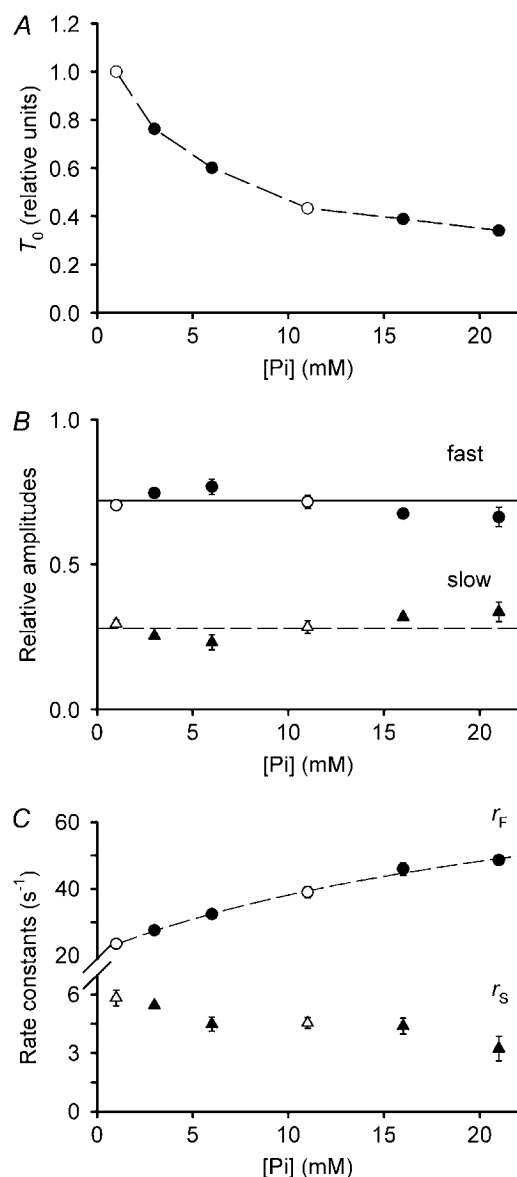 A
T0 (relative units)
1.2
1.0
0.8
0.6
0.4
0.2
0.0
0 5 10 15 20
[Pi] (mM)
B
Relative amplitudes
1.0
0.5
0.0
fast
slow
0 5 10 15 20
[Pi] (mM)
C
Rate constants (s-1)
60
40
20
6
3
0
rF
rS
0 5 10 15 20
[Pi] (mM)